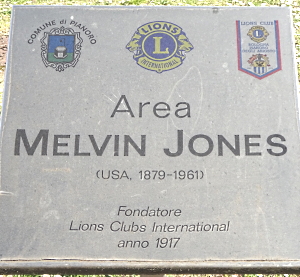 COMUNE DI PIANORO
LIONS
L
INTERNATIONAL
LIONS CLUB
Area
MELVIN JONES
(USA, 1879-1961)
Fondatore
Lions Clubs International
anno 1917